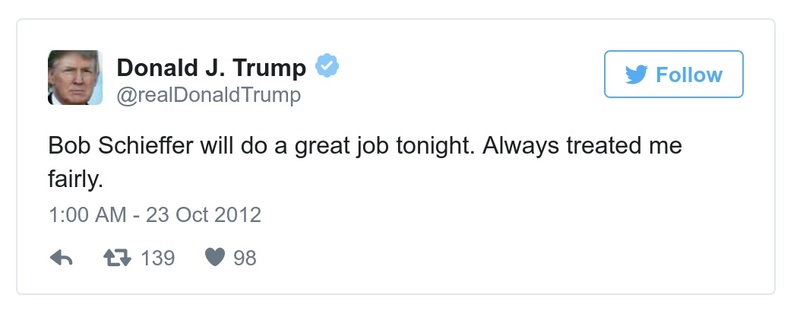 Donald J. Trump
@realDonaldTrump
Follow
Bob Schieffer will do a great job tonight. Always treated me
fairly.
1:00 AM - 23 Oct 2012
139 98